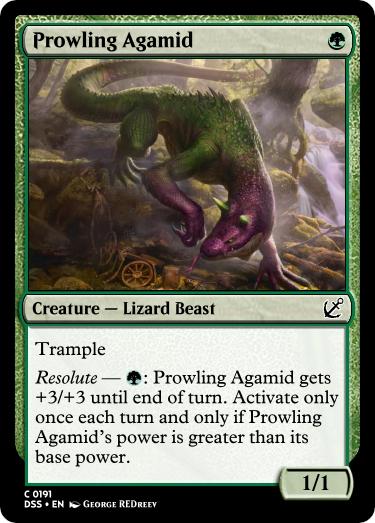 Prowling Agamid
Creature — Lizard Beast
Trample
Resolute — : Prowling Agamid gets
+3/+3 until end of turn. Activate only
once each turn and only if Prowling
Agamid's power is greater than its
base power.
1/1
C 0191
DSS • EN George REDreev